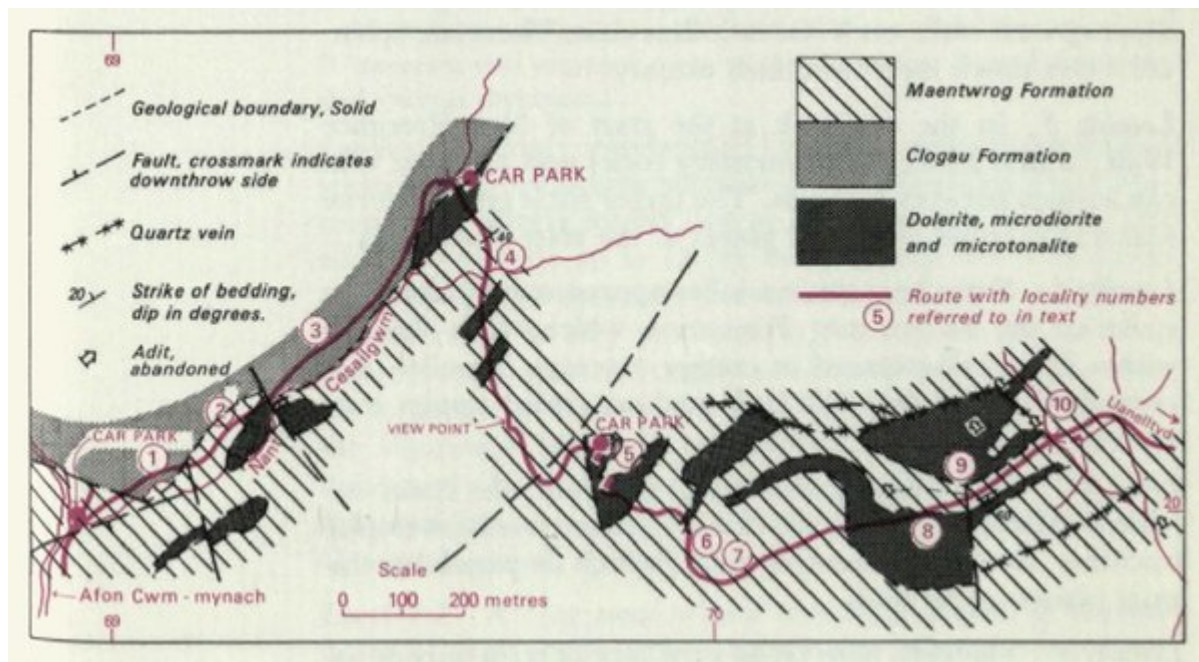 69
Geological boundary, Solid
Fault, crossmark indicates
downthrow side
Quartz vein
20
Strike of bedding,
dip in degrees.
Adit,
abandoned
Maentwrog Formation
Clogau Formation
Dolerite, microdiorite
and microtonalite
5
Route with locality numbers
referred to in text
CAR PARK
40
4
3
Nant Cesailgwm
2
CAR PARK
1
VIEW POINT
CAR PARK
5
10
Llanelltyd
9
8
6
7
20
Afon Cwm - mynach
Scale
0 100 200 metres
69
70